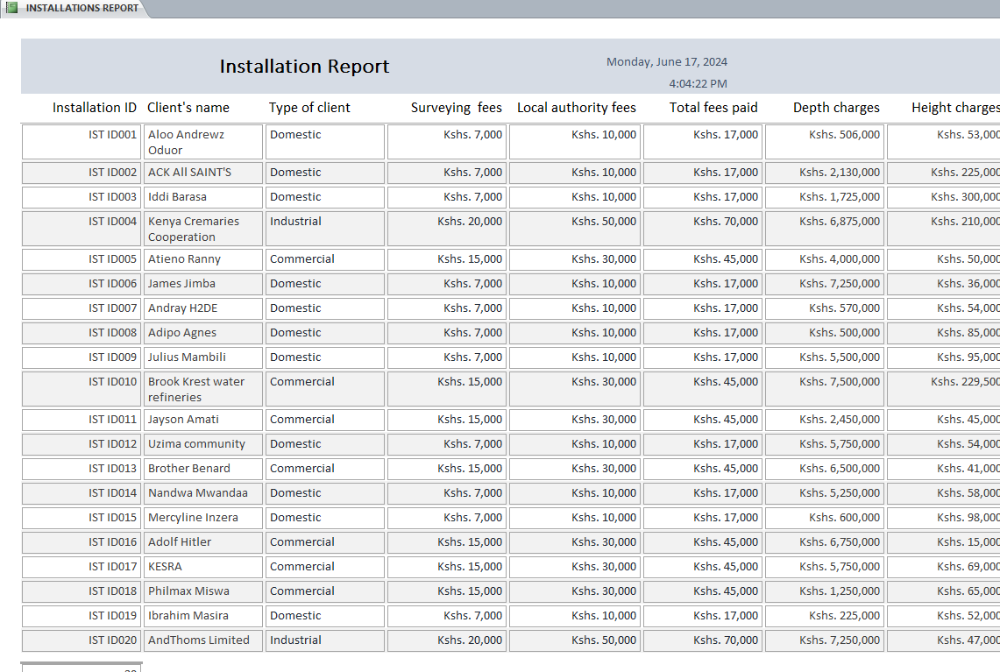 INSTALLATIONS REPORT
Installation Report
Monday, June 17, 2024
4:04:22 PM
Installation ID Client's name Type of client Surveying fees Local authority fees Total fees paid Depth charges Height charges
IST ID001 Aloo Andrewz Domestic Kshs. 7,000 Kshs. 10,000 Kshs. 17,000 Kshs. 506,000 Kshs. 53,000
Oduor
IST ID002 ACK All SAINT'S Domestic Kshs. 7,000 Kshs. 10,000 Kshs. 17,000 Kshs. 2,130,000 Kshs. 225,000
IST ID003 Iddi Barasa Domestic Kshs. 7,000 Kshs. 10,000 Kshs. 17,000 Kshs. 1,725,000 Kshs. 300,000
IST ID004 Kenya Cremaries Industrial Kshs. 20,000 Kshs. 50,000 Kshs. 70,000 Kshs. 6,875,000 Kshs. 210,000
Cooperation
IST ID005 Atieno Ranny Commercial Kshs. 15,000 Kshs. 30,000 Kshs. 45,000 Kshs. 4,000,000 Kshs. 50,000
IST ID006 James Jimba Domestic Kshs. 7,000 Kshs. 10,000 Kshs. 17,000 Kshs. 7,250,000 Kshs. 36,000
IST ID007 Andray H2DE Domestic Kshs. 7,000 Kshs. 10,000 Kshs. 17,000 Kshs. 570,000 Kshs. 54,000
IST ID008 Adipo Agnes Domestic Kshs. 7,000 Kshs. 10,000 Kshs. 17,000 Kshs. 500,000 Kshs. 85,000
IST ID009 Julius Mambili Domestic Kshs. 7,000 Kshs. 10,000 Kshs. 17,000 Kshs. 5,500,000 Kshs. 95,000
IST ID010 Brook Krest water Commercial Kshs. 15,000 Kshs. 30,000 Kshs. 45,000 Kshs. 7,500,000 Kshs. 229,500
refineries
IST ID011 Jayson Amati Commercial Kshs. 15,000 Kshs. 30,000 Kshs. 45,000 Kshs. 2,450,000 Kshs. 45,000
IST ID012 Uzima community Domestic Kshs. 7,000 Kshs. 10,000 Kshs. 17,000 Kshs. 5,750,000 Kshs. 54,000
IST ID013 Brother Benard Commercial Kshs. 15,000 Kshs. 30,000 Kshs. 45,000 Kshs. 6,500,000 Kshs. 41,000
IST ID014 Nandwa Mwandaa Domestic Kshs. 7,000 Kshs. 10,000 Kshs. 17,000 Kshs. 5,250,000 Kshs. 58,000
IST ID015 Mercyline Inzera Domestic Kshs. 7,000 Kshs. 10,000 Kshs. 17,000 Kshs. 600,000 Kshs. 98,000
IST ID016 Adolf Hitler Commercial Kshs. 15,000 Kshs. 30,000 Kshs. 45,000 Kshs. 6,750,000 Kshs. 15,000
IST ID017 KESRA Commercial Kshs. 15,000 Kshs. 30,000 Kshs. 45,000 Kshs. 5,750,000 Kshs. 69,000
IST ID018 Philmax Miswa Commercial Kshs. 15,000 Kshs. 30,000 Kshs. 45,000 Kshs. 1,250,000 Kshs. 65,000
IST ID019 Ibrahim Masira Domestic Kshs. 7,000 Kshs. 10,000 Kshs. 17,000 Kshs. 225,000 Kshs. 52,000
IST ID020 AndThoms Limited Industrial Kshs. 20,000 Kshs. 50,000 Kshs. 70,000 Kshs. 7,250,000 Kshs. 47,000